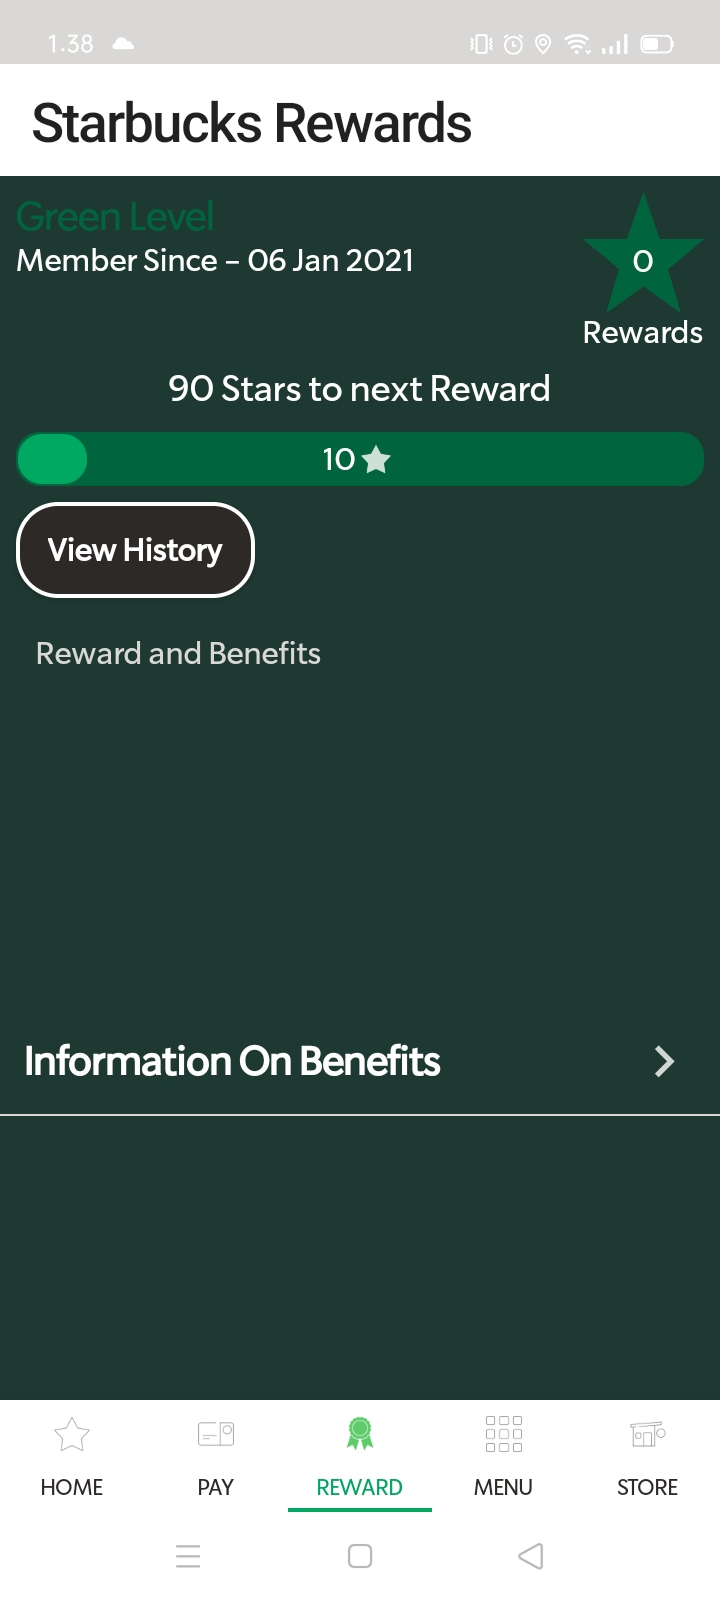 1.38
Starbucks Rewards
Green Level
Member Since – 06 Jan 2021
0
Rewards
90 Stars to next Reward
10
View History
Reward and Benefits
Information On Benefits
HOME PAY REWARD MENU STORE